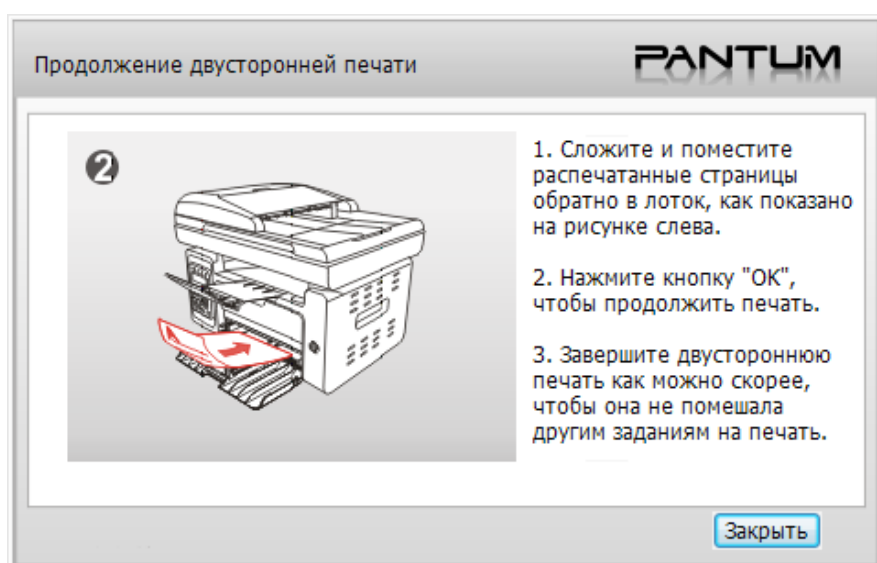 Продолжение двусторонней печати
PANTUM
2
1. Сложите и поместите
распечатанные страницы
обратно в лоток, как показано
на рисунке слева.
2. Нажмите кнопку "ОК",
чтобы продолжить печать.
3. Завершите двустороннюю
печать как можно скорее,
чтобы она не помешала
другим заданиям на печать.
Закрыть